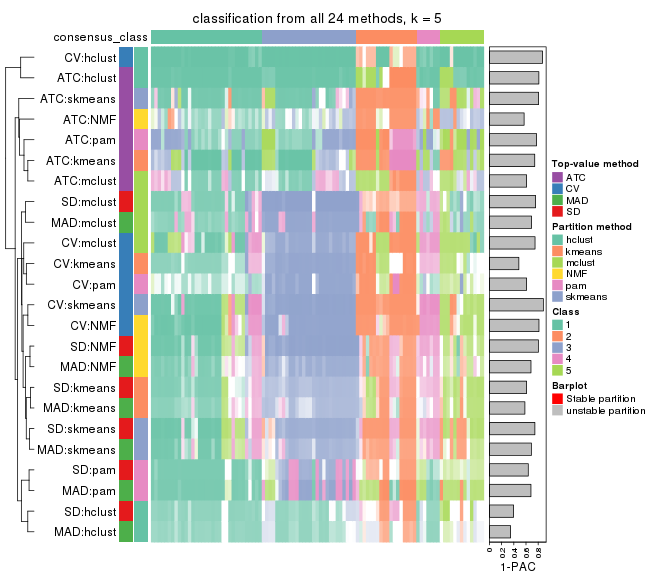 classification from all 24 methods, k = 5
consensus_class
CV:hclust
ATC:hclust
ATC:skmeans
ATC:NMF
ATC:pam
ATC:kmeans
ATC:mclust
SD:mclust
MAD:mclust
CV:mclust
CV:kmeans
CV:pam
CV:skmeans
CV:NMF
SD:NMF
MAD:NMF
SD:kmeans
MAD:kmeans
SD:skmeans
MAD:skmeans
SD:pam
MAD:pam
SD:hclust
MAD:hclust
0 0.2 0.4 0.6 0.8
1-PAC
Top-value method
ATC
CV
MAD
SD
Partition method
hclust
kmeans
mclust
NMF
pam
skmeans
Class
1
2
3
4
5
Barplot
Stable partition
unstable partition